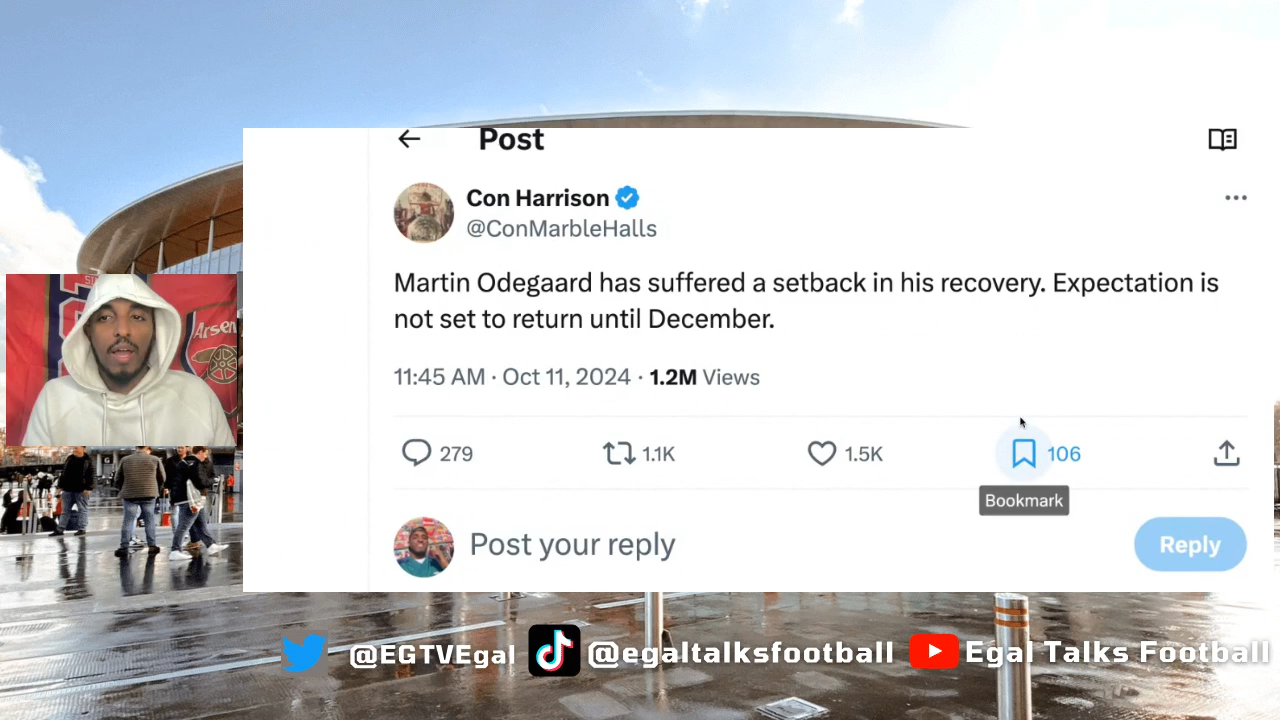 Post
Con Harrison
@ConMarbleHalls
Martin Odegaard has suffered a setback in his recovery. Expectation is
not set to return until December.
11:45 AM · Oct 11, 2024 · 1.2M Views
279 1.1K 1.5K 106
Bookmark
Post your reply
Reply
Arsen
@EGTVEgal @egaltalksfootball Egal Talks Football